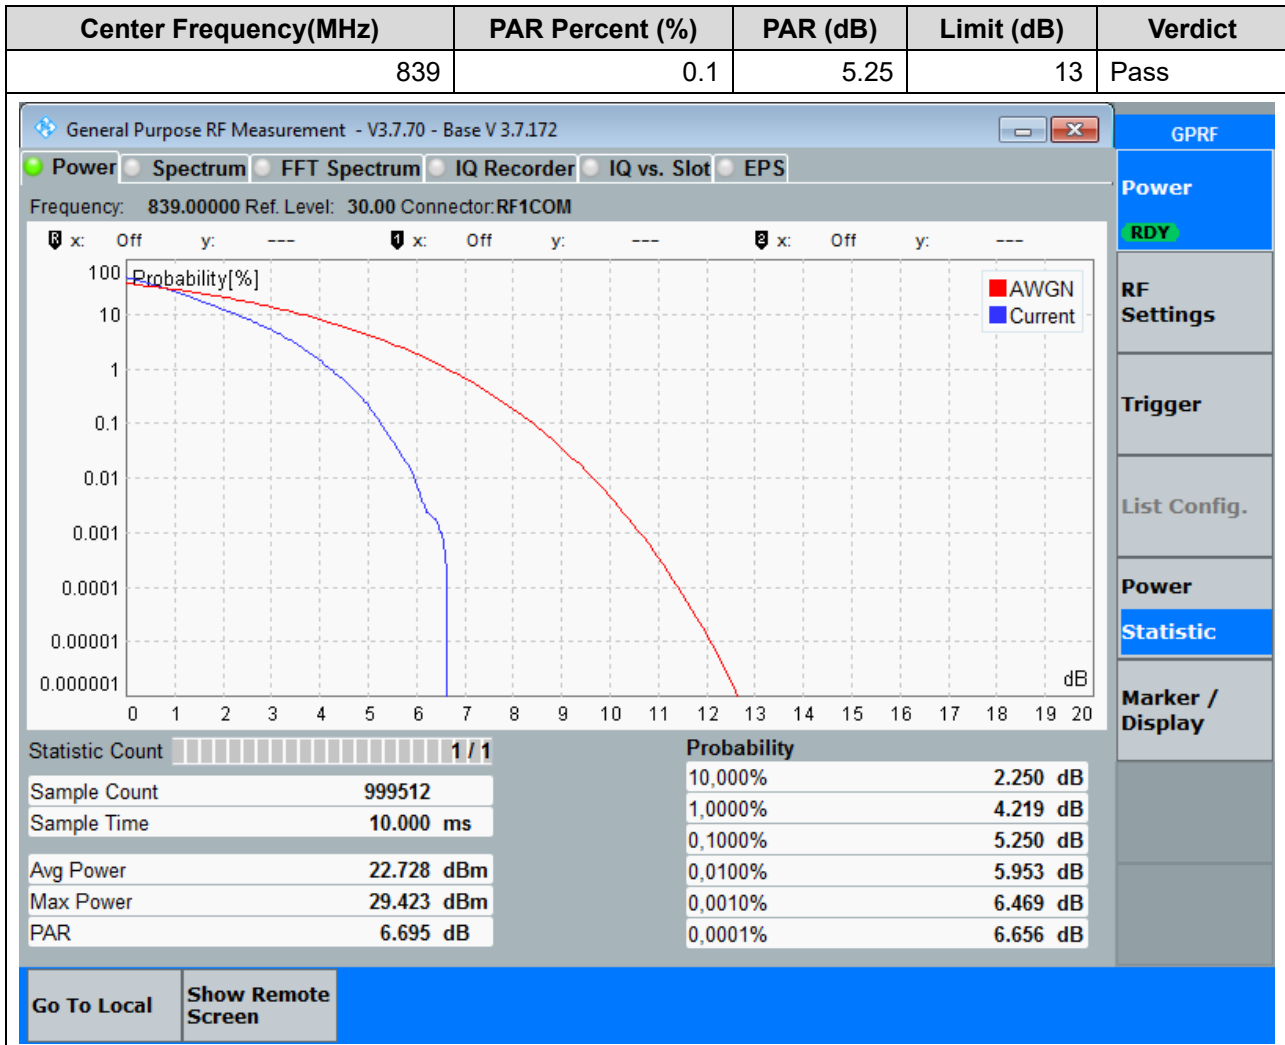 Center Frequency(MHz) PAR Percent (%) PAR (dB) Limit (dB) Verdict
839 0.1 5.25 13 Pass
General Purpose RF Measurement - V3.7.70 - Base V 3.7.172
GPRF
Power Spectrum FFT Spectrum IQ Recorder IQ vs. Slot EPS
Power
RDY
Frequency: 839.00000 Ref. Level: 30.00 Connector: RF1COM
R x: Off y: --- 1 x: Off y: --- 2 x: Off y: ---
Probability[%]
AWGN
Current
100
10
1
0.1
0.01
0.001
0.0001
0.00001
0.000001
dB
0 1 2 3 4 5 6 7 8 9 10 11 12 13 14 15 16 17 18 19 20
RF
Settings
Trigger
List Config.
Power
Statistic
Marker /
Display
Statistic Count 1 / 1
Sample Count 999512
Sample Time 10.000 ms
Avg Power 22.728 dBm
Max Power 29.423 dBm
PAR 6.695 dB
Probability
10,000% 2.250 dB
1,0000% 4.219 dB
0,1000% 5.250 dB
0,0100% 5.953 dB
0,0010% 6.469 dB
0,0001% 6.656 dB
Go To Local
Show Remote
Screen